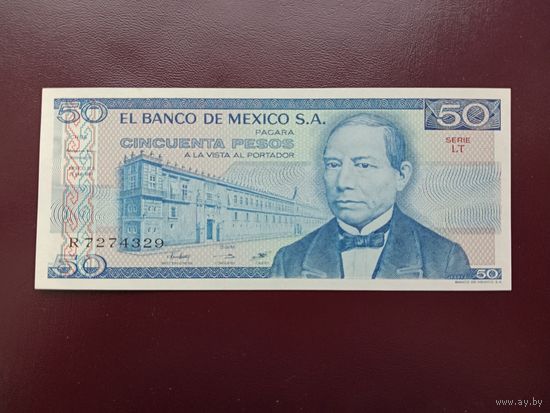 50
50
EL BANCO DE MEXICO S.A.
PAGARA
CINCUENTA PESOS
A LA VISTA AL PORTADOR
SERIE
LT
R 7274329
50
50
BANCO DE MEXICO S.A.
www.ay.by